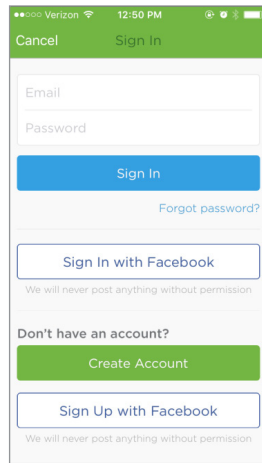 Verizon 12:50 PM
Cancel Sign In
Email
Password
Sign In
Forgot password?
Sign In with Facebook
We will never post anything without permission
Don't have an account?
Create Account
Sign Up with Facebook
We will never post anything without permission